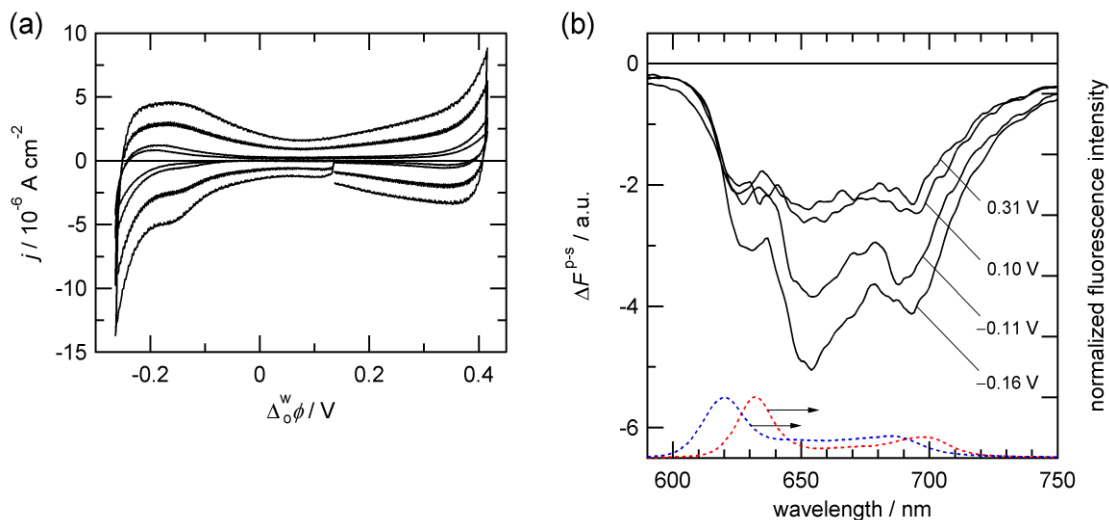 (a)
10
5
0
-5
-10
-15
j / 10⁻⁶ A cm⁻²
-0.2
0
0.2
0.4
Δ₀ʷϕ / V
(b)
0
-2
-4
-6
ΔFᵖ⁻ˢ / a.u.
0.31 V
0.10 V
−0.11 V
−0.16 V
600
650
700
750
wavelength / nm
normalized fluorescence intensity